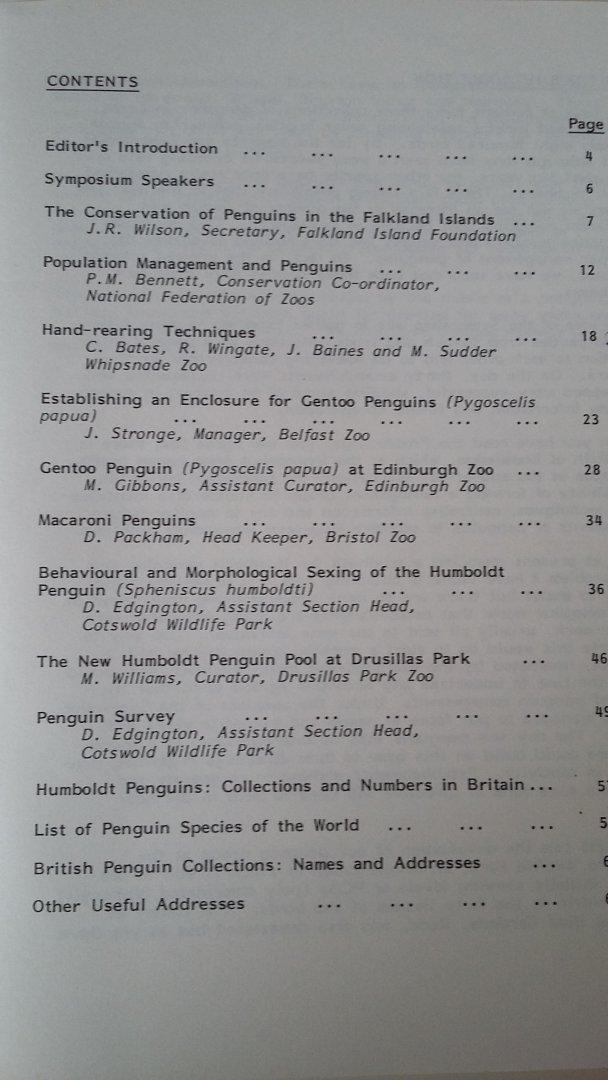 CONTENTS
Page
Editor's Introduction ... ... ... ... ... 4
Symposium Speakers ... ... ... ... ... 6
The Conservation of Penguins in the Falkland Islands ... 7
J.R. Wilson, Secretary, Falkland Island Foundation
Population Management and Penguins ... ... ... 12
P.M. Bennett, Conservation Co-ordinator,
National Federation of Zoos
Hand-rearing Techniques ... ... ... ... 18
C. Bates, R. Wingate, J. Baines and M. Sudder
Whipsnade Zoo
Establishing an Enclosure for Gentoo Penguins (Pygoscelis
papua) ... ... ... ... ... ... 23
J. Stronge, Manager, Belfast Zoo
Gentoo Penguin (Pygoscelis papua) at Edinburgh Zoo ... 28
M. Gibbons, Assistant Curator, Edinburgh Zoo
Macaroni Penguins ... ... ... ... ... 34
D. Packham, Head Keeper, Bristol Zoo
Behavioural and Morphological Sexing of the Humboldt
Penguin (Spheniscus humboldti) ... ... ... 36
D. Edgington, Assistant Section Head,
Cotswold Wildlife Park
The New Humboldt Penguin Pool at Drusillas Park ... 46
M. Williams, Curator, Drusillas Park Zoo
Penguin Survey ... ... ... ... ... 49
D. Edgington, Assistant Section Head,
Cotswold Wildlife Park
Humboldt Penguins: Collections and Numbers in Britain ...
List of Penguin Species of the World ... ... ...
British Penguin Collections: Names and Addresses ...
Other Useful Addresses ... ... ... ...